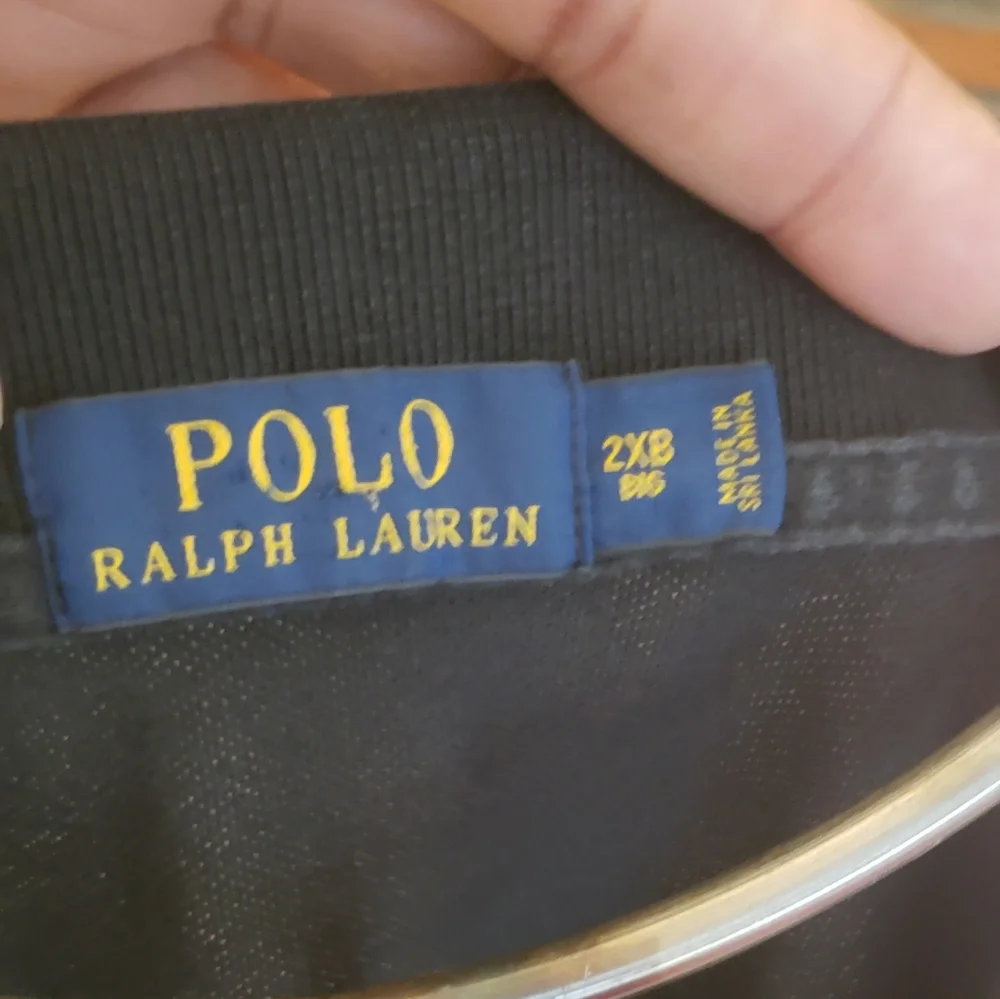 POLO
RALPH LAUREN
2XB
BIG
MADE IN
SRI LANKA